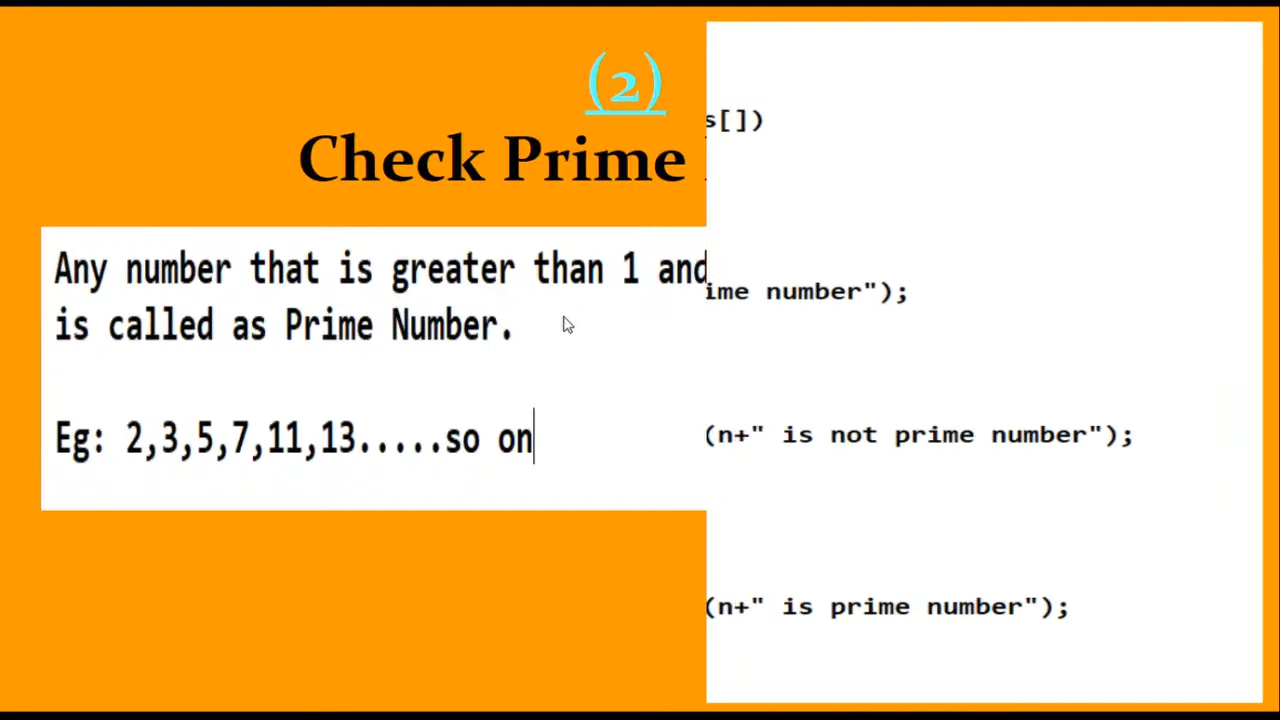 (2)
Check Prime
Any number that is greater than 1 and
is called as Prime Number.
Eg: 2,3,5,7,11,13.....so on
s[])
ime number");
(n+" is not prime number");
(n+" is prime number");